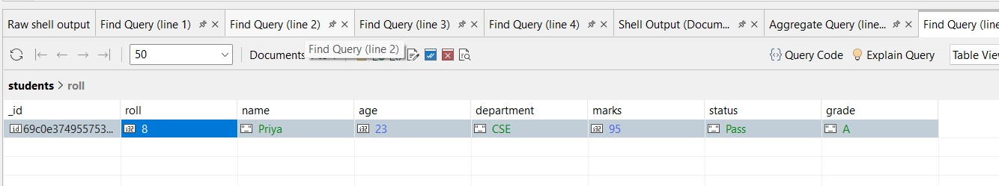 Raw shell output Find Query (line 1) Find Query (line 2) Find Query (line 3) Find Query (line 4) Shell Output (Docum... Aggregate Query (line... Find Query (line
50 Documents Find Query (line 2) Query Code Explain Query Table View
students > roll
_id roll name age department marks status grade
69c0e374955753... 8 Priya 23 CSE 95 Pass A